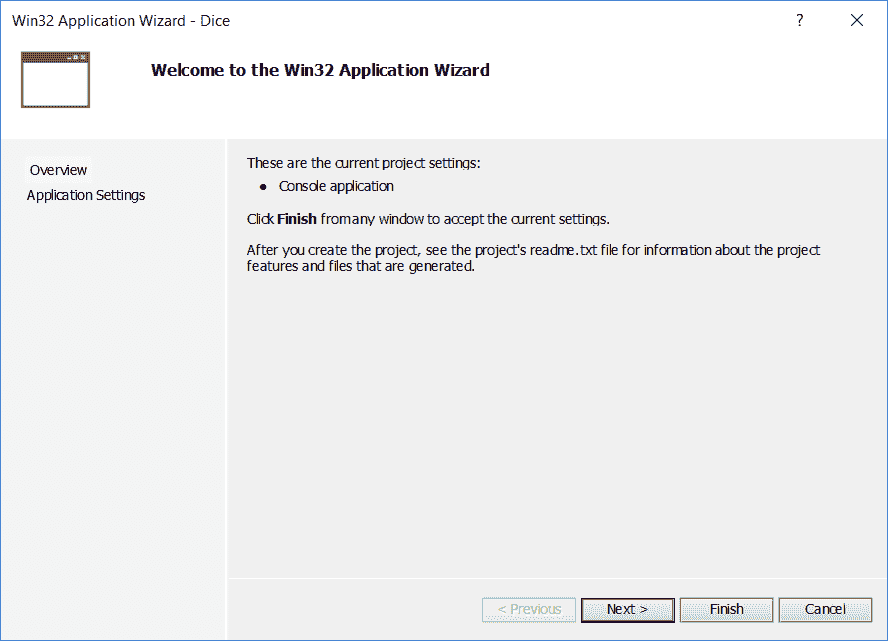 Win32 Application Wizard - Dice
?
Welcome to the Win32 Application Wizard
Overview
Application Settings
These are the current project settings:
• Console application
Click Finish from any window to accept the current settings.
After you create the project, see the project's readme.txt file for information about the project
features and files that are generated.
< Previous
Next >
Finish
Cancel